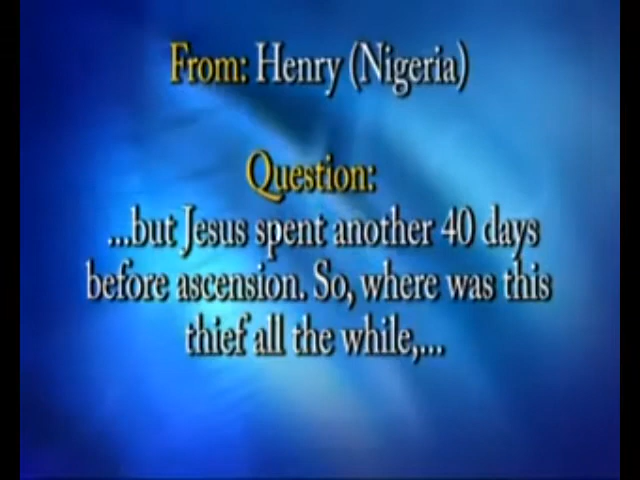 From: Henry (Nigeria)
Question:
...but Jesus spent another 40 days
before ascension. So, where was this
thief all the while,...